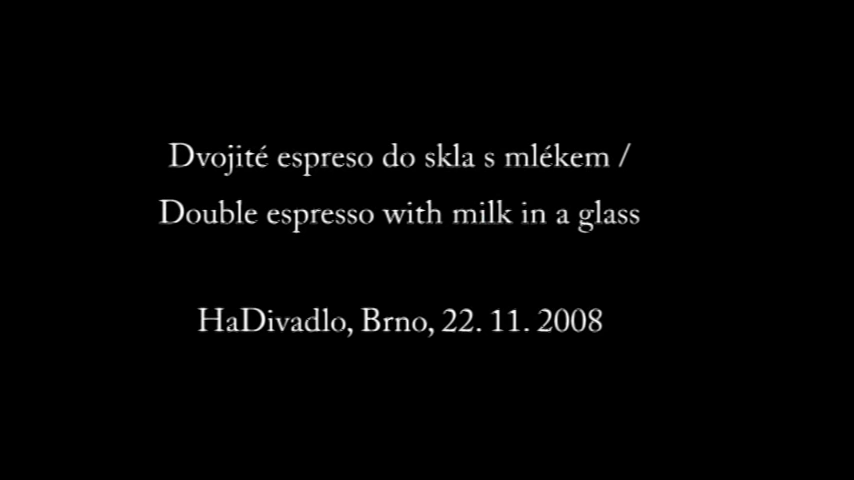 Dvojité espreso do skla s mlékem /
Double espresso with milk in a glass
HaDivadlo, Brno, 22. 11. 2008